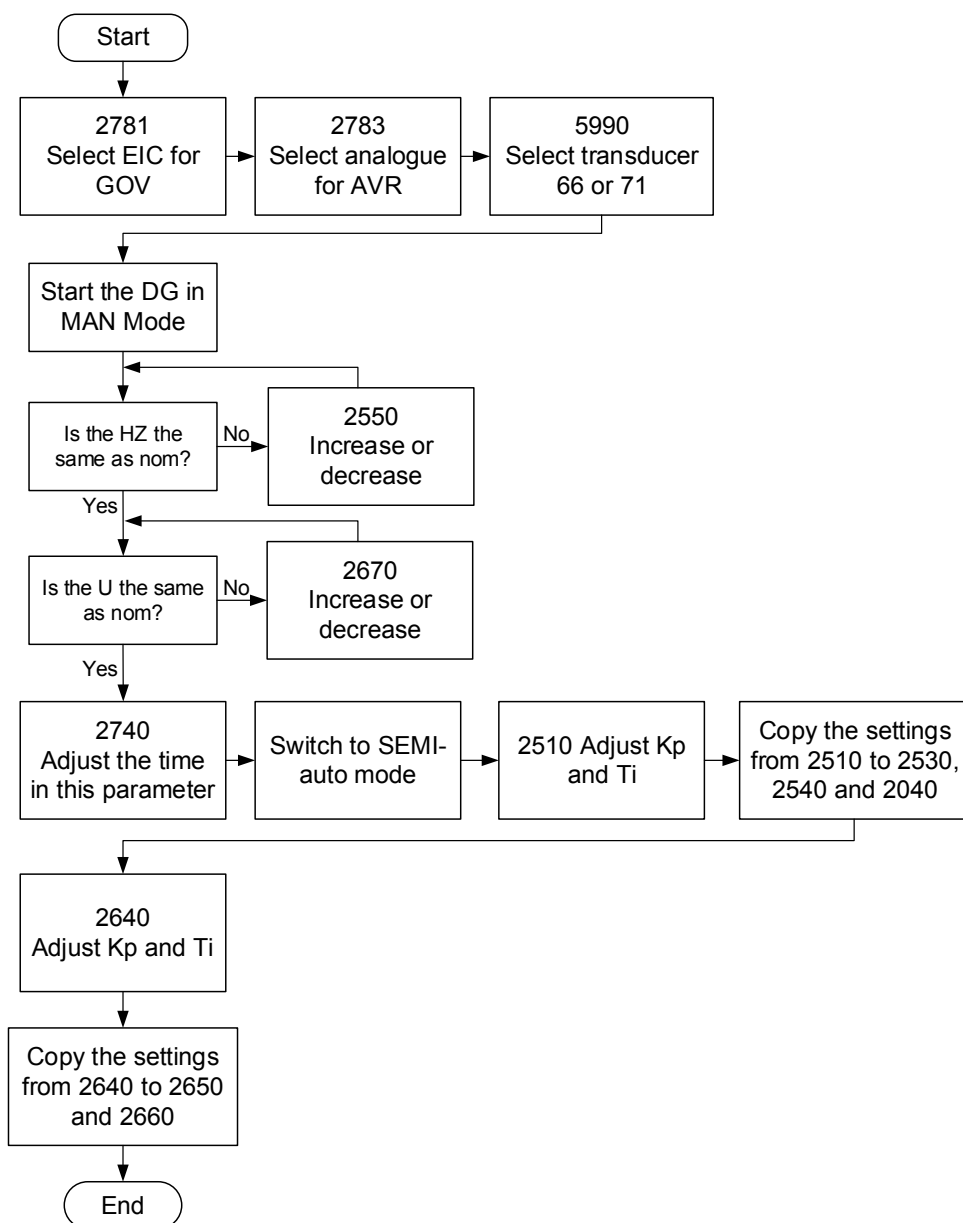 Start
2781
Select EIC for
GOV
2783
Select analogue
for AVR
5990
Select transducer
66 or 71
Start the DG in
MAN Mode
Is the HZ the
same as nom?
No
2550
Increase or
decrease
Yes
Is the U the same
as nom?
No
2670
Increase or
decrease
Yes
2740
Adjust the time
in this parameter
Switch to SEMI-
auto mode
2510 Adjust Kp
and Ti
Copy the settings
from 2510 to 2530,
2540 and 2040
2640
Adjust Kp and Ti
Copy the settings
from 2640 to 2650
and 2660
End